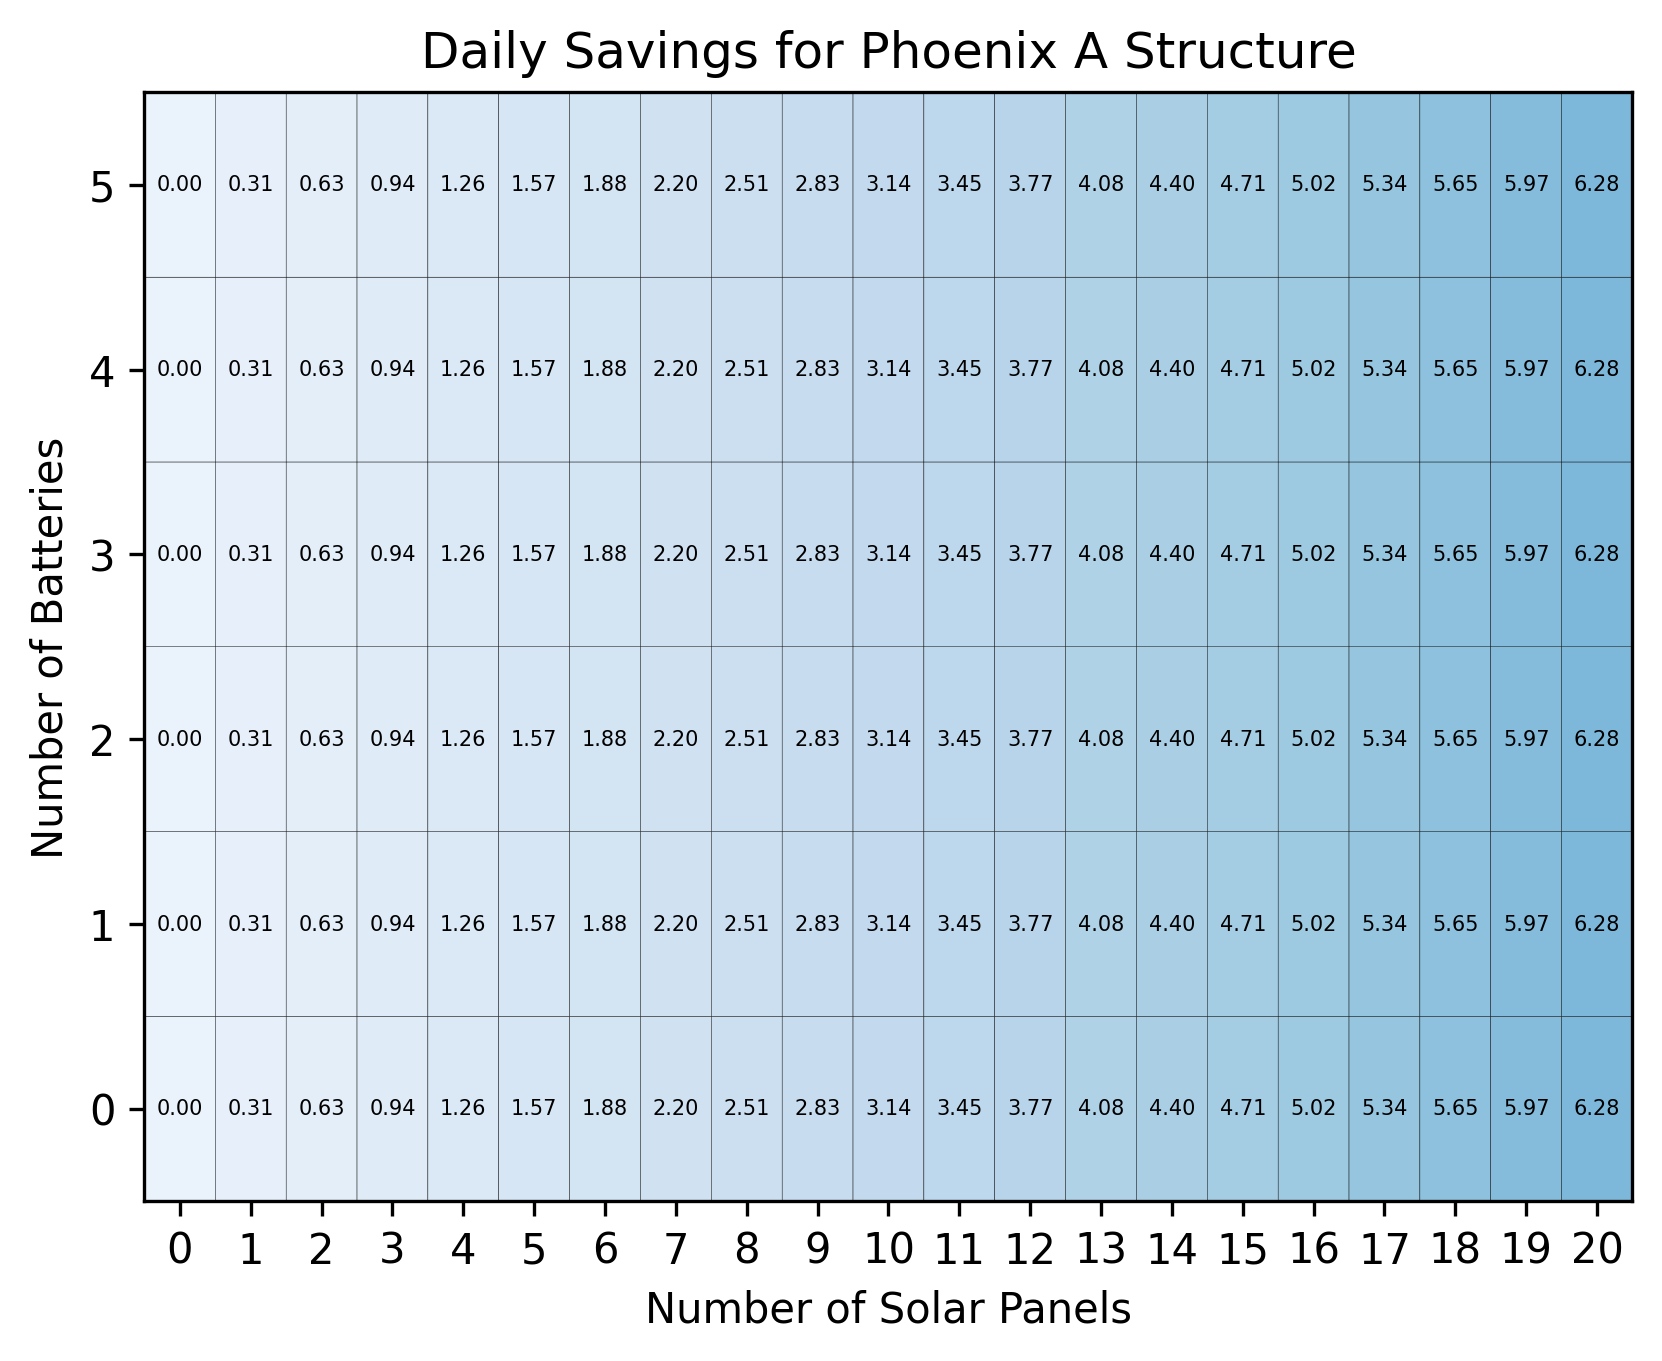 Daily Savings for Phoenix A Structure
Number of Batteries
5 0.00 0.31 0.63 0.94 1.26 1.57 1.88 2.20 2.51 2.83 3.14 3.45 3.77 4.08 4.40 4.71 5.02 5.34 5.65 5.97 6.28
4 0.00 0.31 0.63 0.94 1.26 1.57 1.88 2.20 2.51 2.83 3.14 3.45 3.77 4.08 4.40 4.71 5.02 5.34 5.65 5.97 6.28
3 0.00 0.31 0.63 0.94 1.26 1.57 1.88 2.20 2.51 2.83 3.14 3.45 3.77 4.08 4.40 4.71 5.02 5.34 5.65 5.97 6.28
2 0.00 0.31 0.63 0.94 1.26 1.57 1.88 2.20 2.51 2.83 3.14 3.45 3.77 4.08 4.40 4.71 5.02 5.34 5.65 5.97 6.28
1 0.00 0.31 0.63 0.94 1.26 1.57 1.88 2.20 2.51 2.83 3.14 3.45 3.77 4.08 4.40 4.71 5.02 5.34 5.65 5.97 6.28
0 0.00 0.31 0.63 0.94 1.26 1.57 1.88 2.20 2.51 2.83 3.14 3.45 3.77 4.08 4.40 4.71 5.02 5.34 5.65 5.97 6.28
0 1 2 3 4 5 6 7 8 9 10 11 12 13 14 15 16 17 18 19 20
Number of Solar Panels